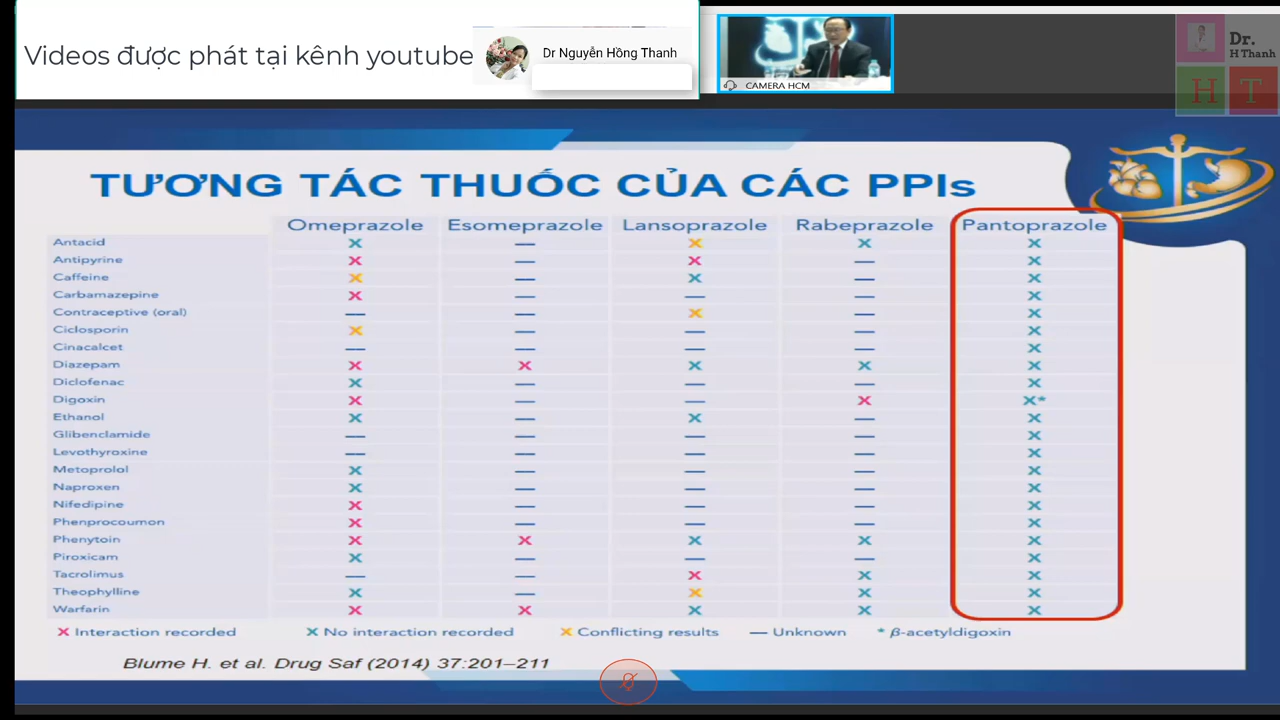 Videos được phát tại kênh youtube
Dr Nguyễn Hồng Thanh
CAMERA HCM
Dr.
H Thanh
H T
TƯƠNG TÁC THUỐC CỦA CÁC PPIs
Omeprazole Esomeprazole Lansoprazole Rabeprazole Pantoprazole
Antacid X — X X X
Antipyrine X — X — X
Caffeine X — X — X
Carbamazepine X — — — X
Contraceptive (oral) — — X — X
Ciclosporin X — — — X
Cinacalcet — — — — X
Diazepam X X X X X
Diclofenac X — — — X
Digoxin X — — X X*
Ethanol X — X — X
Glibenclamide — — — — X
Levothyroxine — — — — X
Metoprolol X — — — X
Naproxen X — — — X
Nifedipine X — — — X
Phenprocoumon X — — — X
Phenytoin X X X X X
Piroxicam X — — — X
Tacrolimus — — X X X
Theophylline X — X X X
Warfarin X X X X X
X Interaction recorded X No interaction recorded X Conflicting results — Unknown * β-acetyldigoxin
Blume H. et al. Drug Saf (2014) 37:201–211